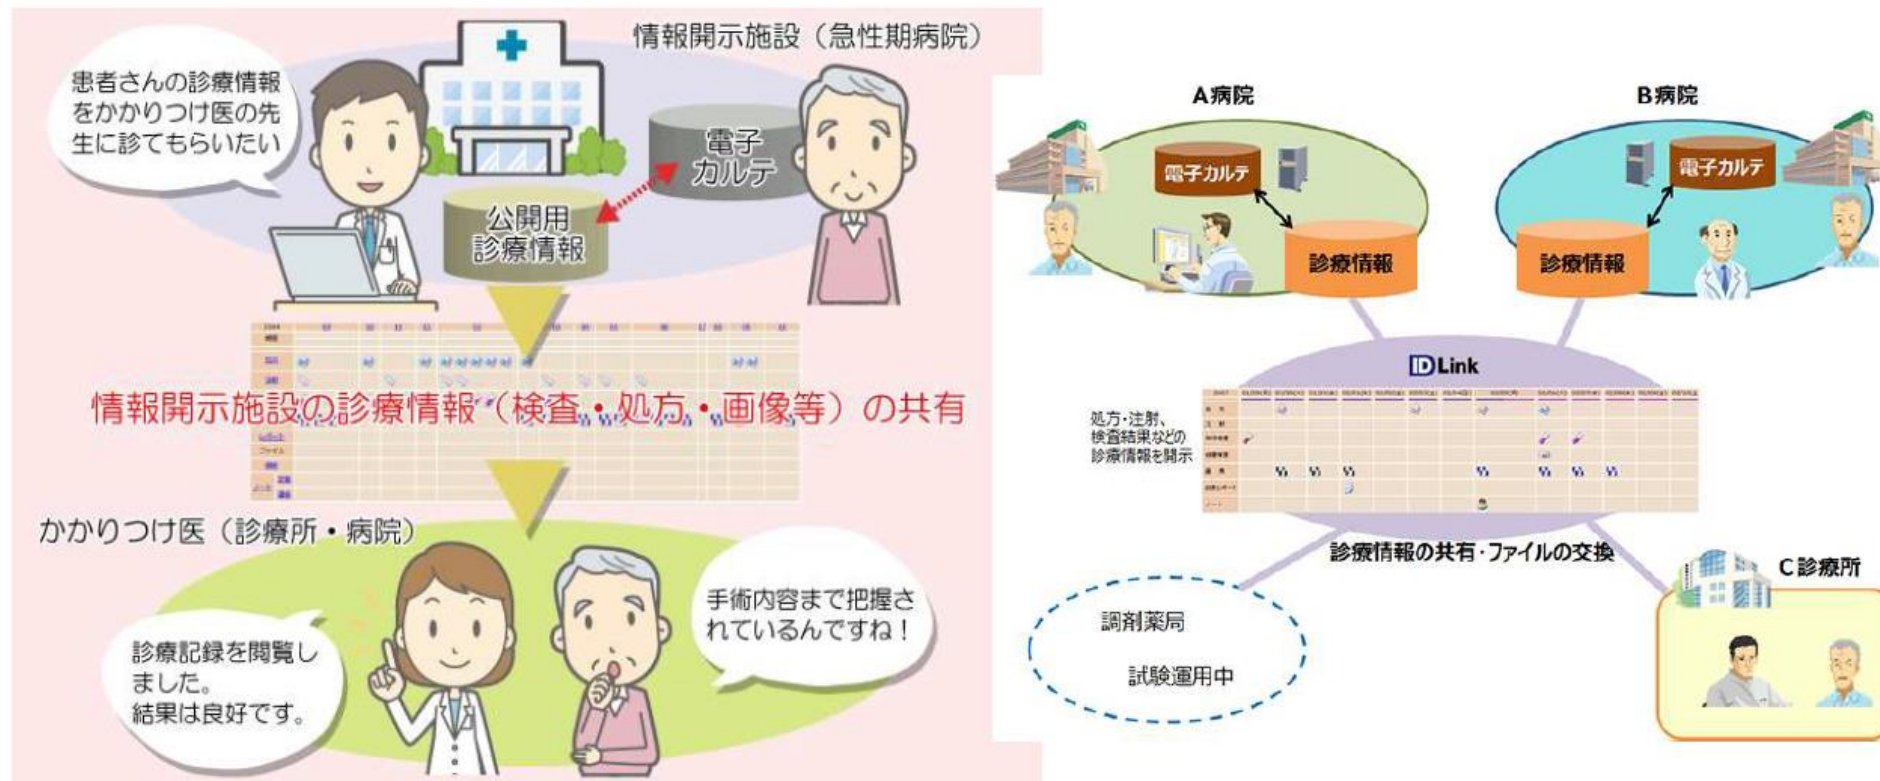 情報開示施設（急性期病院）
患者さんの診療情報
をかかりつけ医の先
生に診てもらいたい
電子
カルテ
公開用
診療情報
情報開示施設の診療情報（検査・処方・画像等）の共有
ファイル
ノート
かかりつけ医（診療所・病院）
診療記録を閲覧し
ました。
結果は良好です。
手術内容まで把握さ
れているんですね！
A病院
電子カルテ
診療情報
B病院
電子カルテ
診療情報
ID Link
処方・注射、
検査結果などの
診療情報を開示
診療情報の共有・ファイルの交換
調剤薬局
試験運用中
C診療所